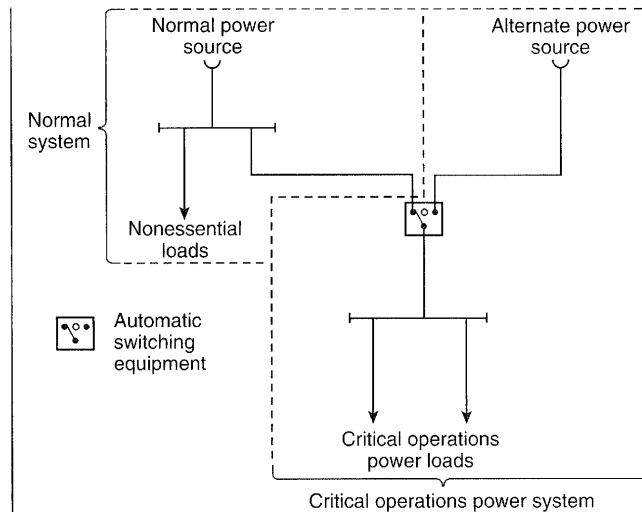 Normal power
source
Alternate power
source
Normal
system
Nonessential
loads
Automatic
switching
equipment
Critical operations
power loads
Critical operations power system